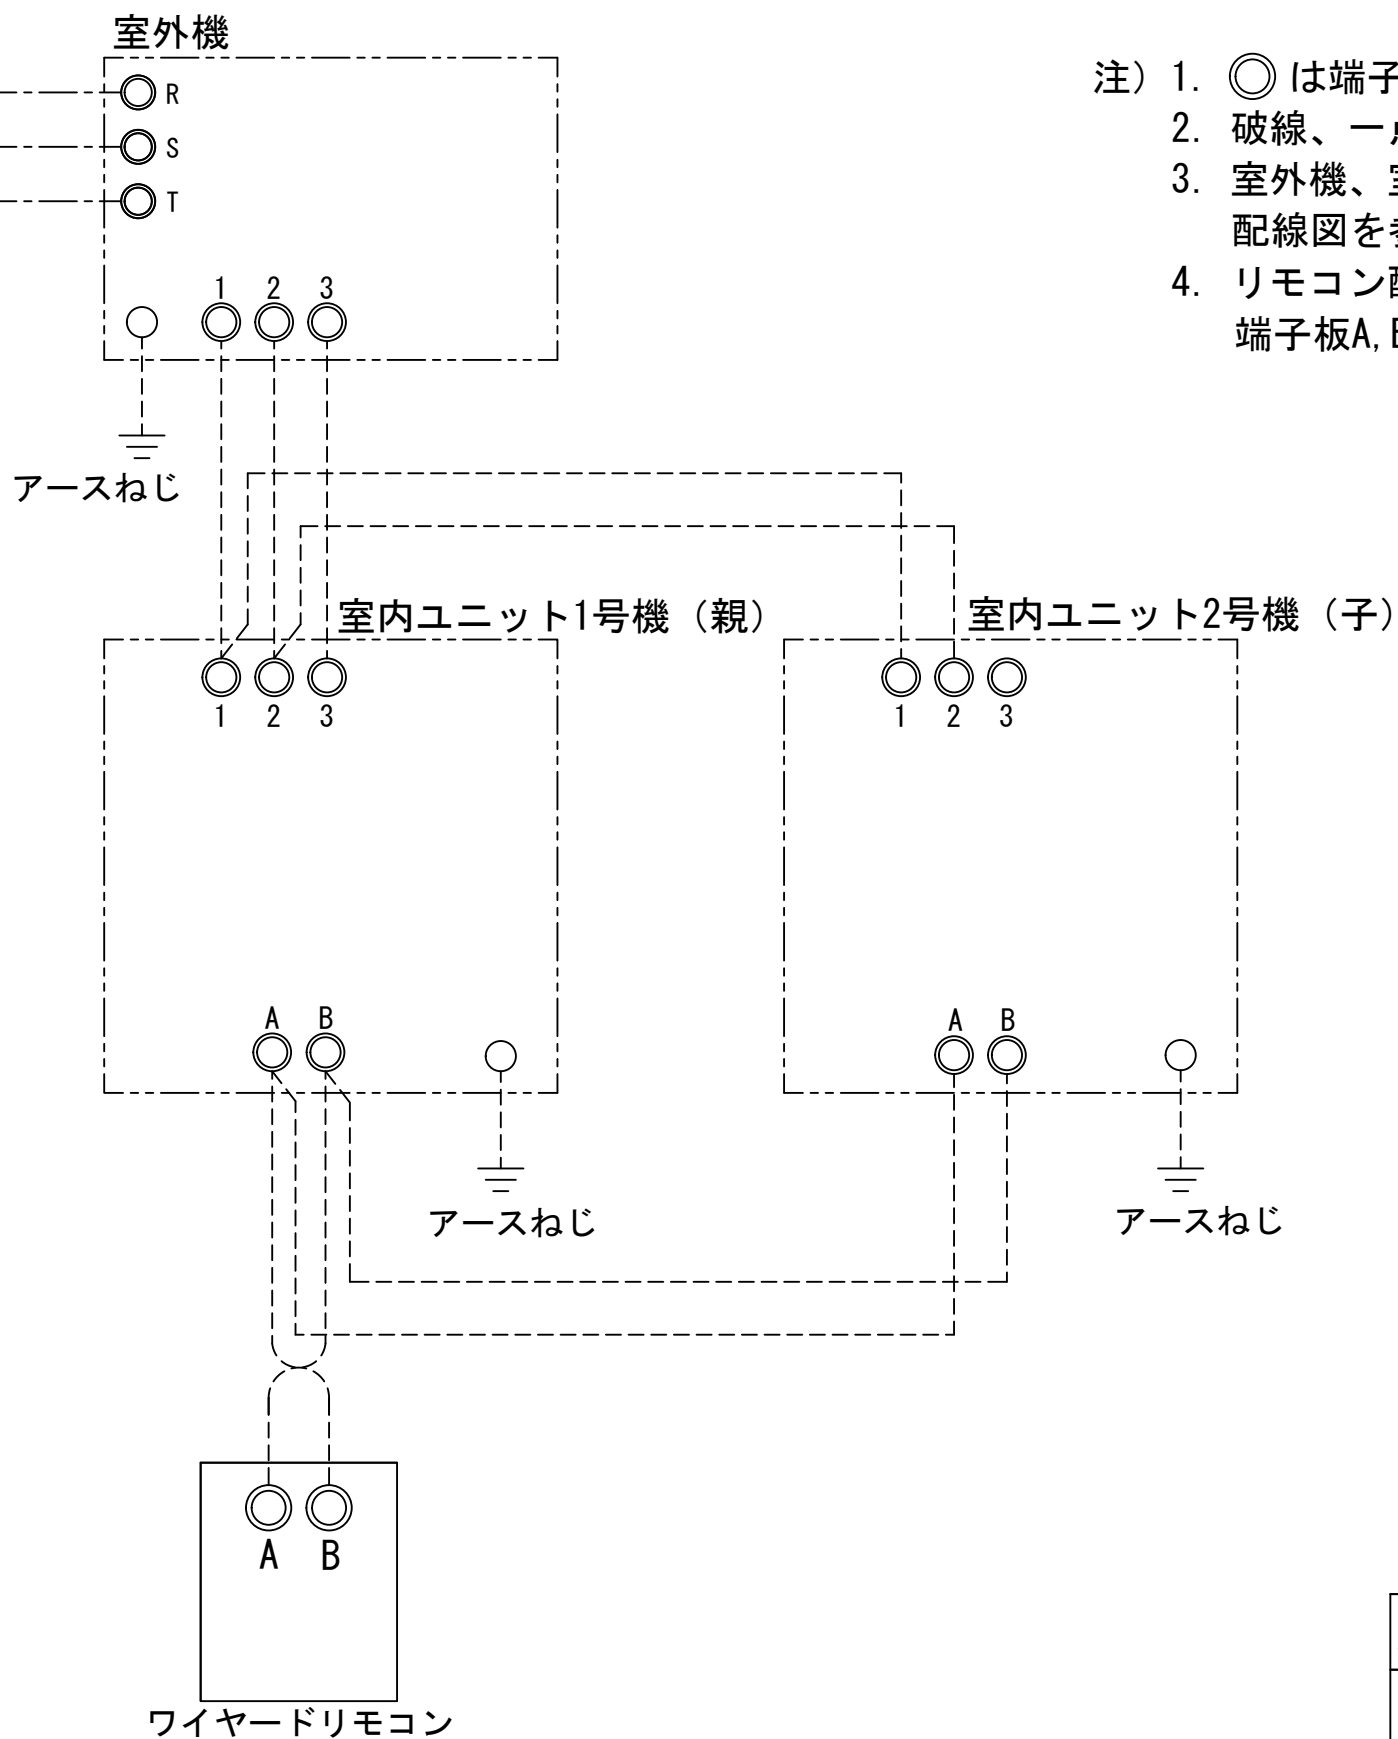 室外機
R
S
T
1 2 3
アースねじ
注) 1. ◎は端子
2. 破線、一
3. 室外機、
配線図を
4. リモコン
端子板A,
室内ユニット1号機（親）
1 2 3
A B
アースねじ
室内ユニット2号機（子）
1 2 3
A B
アースねじ
A B
ワイヤードリモコン